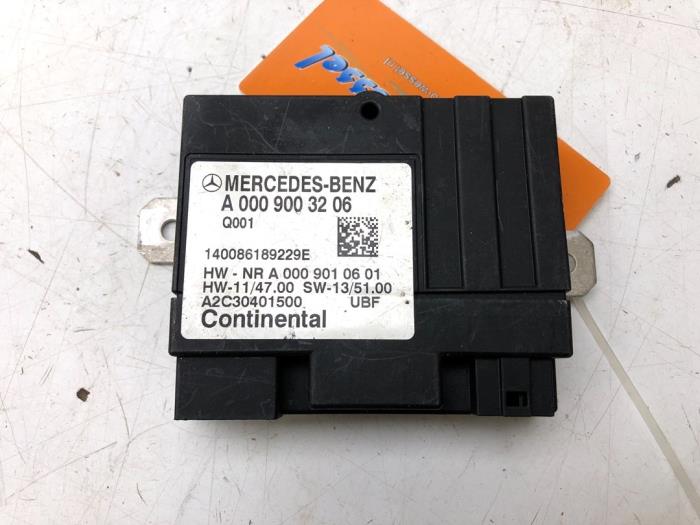 MERCEDES-BENZ
A 000 900 32 06
Q001
140086189229E
HW - NR A 000 901 06 01
HW-11/47.00 SW-13/51.00
A2C30401500 UBF
Continental